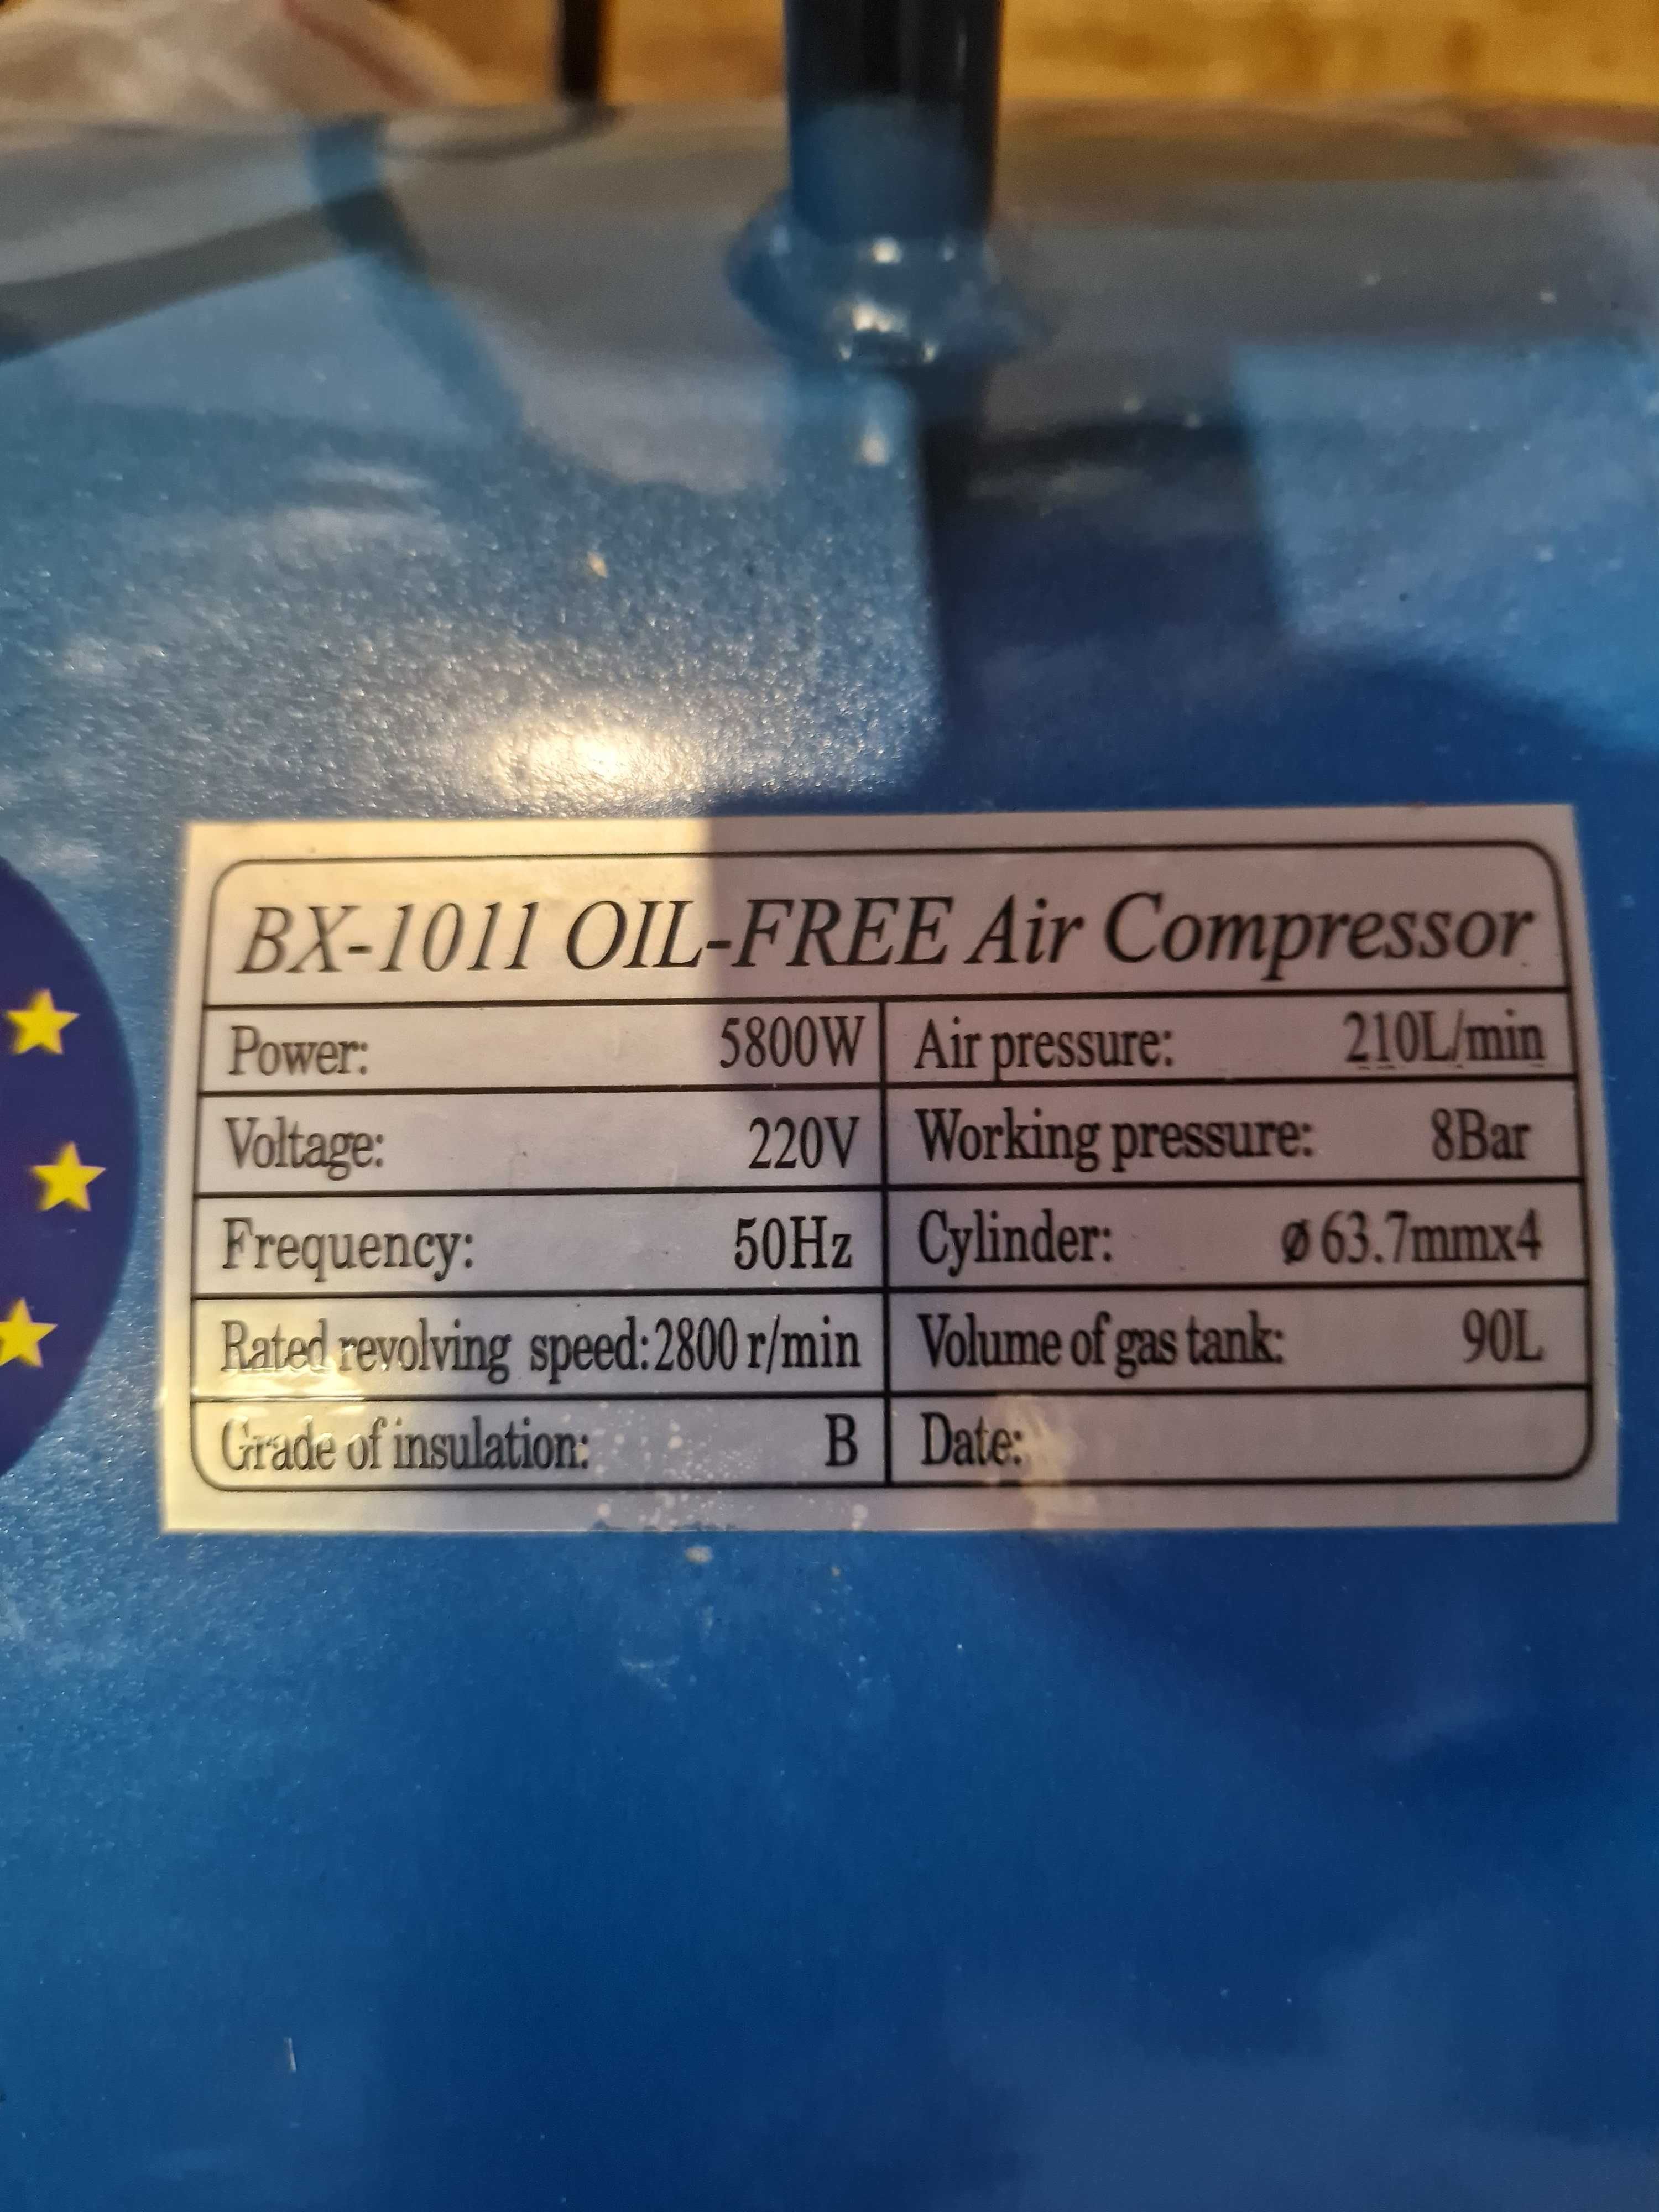 BX-1011 OIL-FREE Air Compressor
Power: 5800W Air pressure: 210L/min
Voltage: 220V Working pressure: 8Bar
Frequency: 50Hz Cylinder: ø63.7mmx4
Rated revolving speed:2800 r/min Volume of gas tank: 90L
Grade of insulation: B Date: